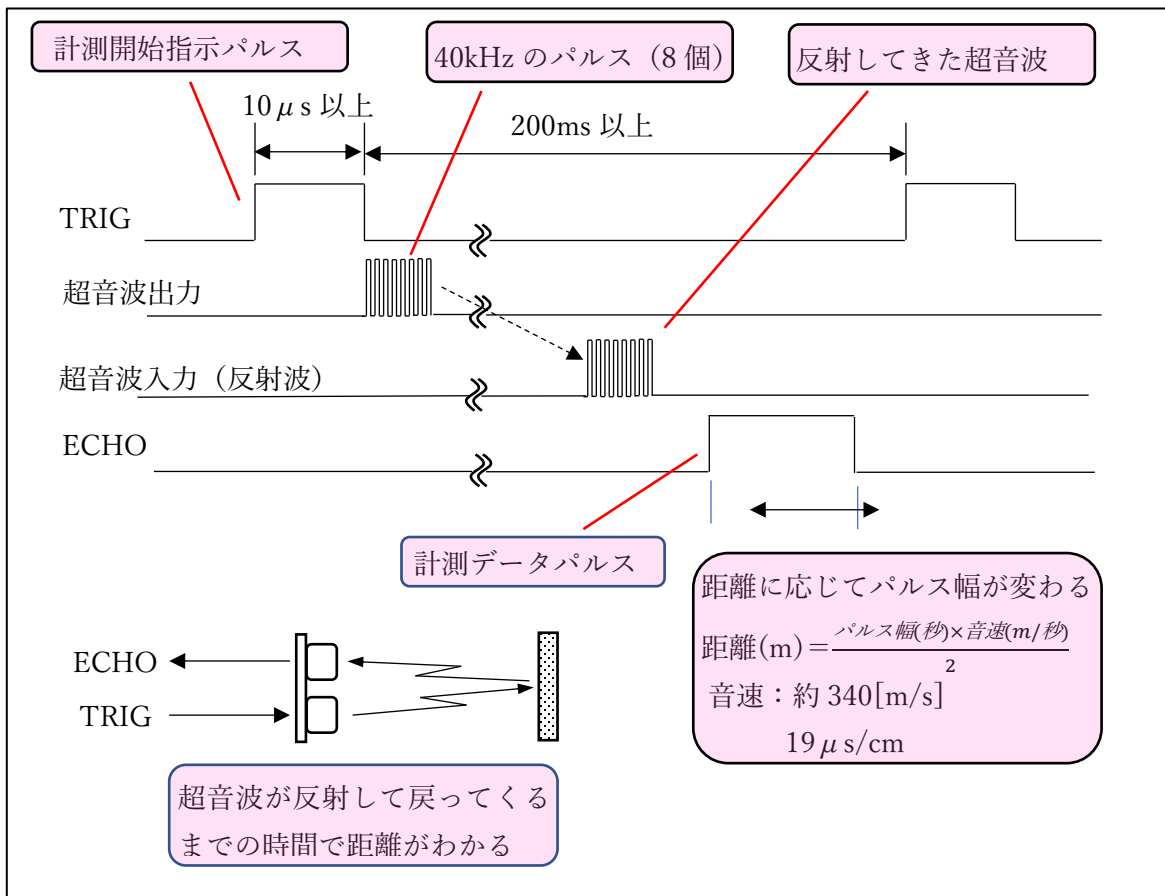 計測開始指示パルス
40kHz のパルス（8 個）
反射してきた超音波
10μs 以上
200ms 以上
TRIG
超音波出力
超音波入力（反射波）
ECHO
計測データパルス
距離に応じてパルス幅が変わる
距離(m)＝パルス幅(秒)×音速(m/秒)
2
音速：約 340[m/s]
19μs/cm
ECHO
TRIG
超音波が反射して戻ってくる
までの時間で距離がわかる